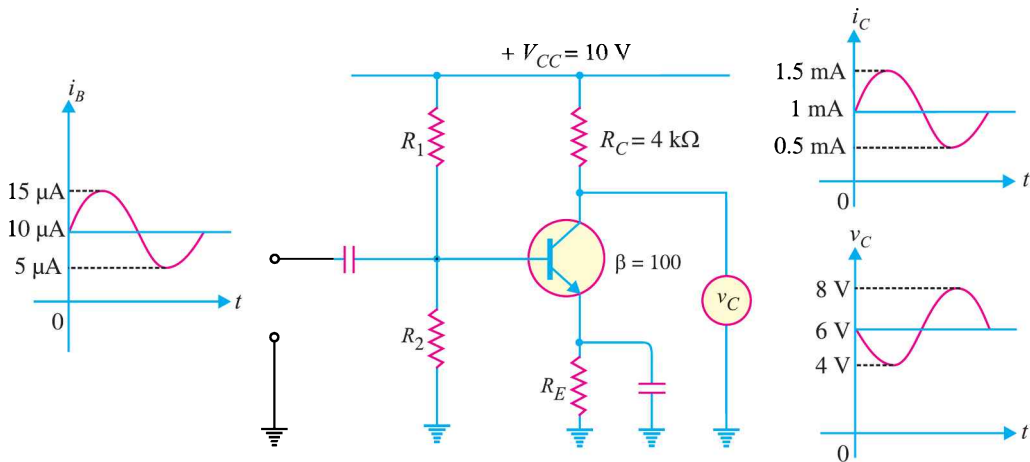 i_B
15 µA
10 µA
5 µA
0
t
+ V_CC = 10 V
R_1
R_C = 4 kΩ
β = 100
R_2
R_E
v_C
i_C
1.5 mA
1 mA
0.5 mA
0
t
v_C
8 V
6 V
4 V
0
t